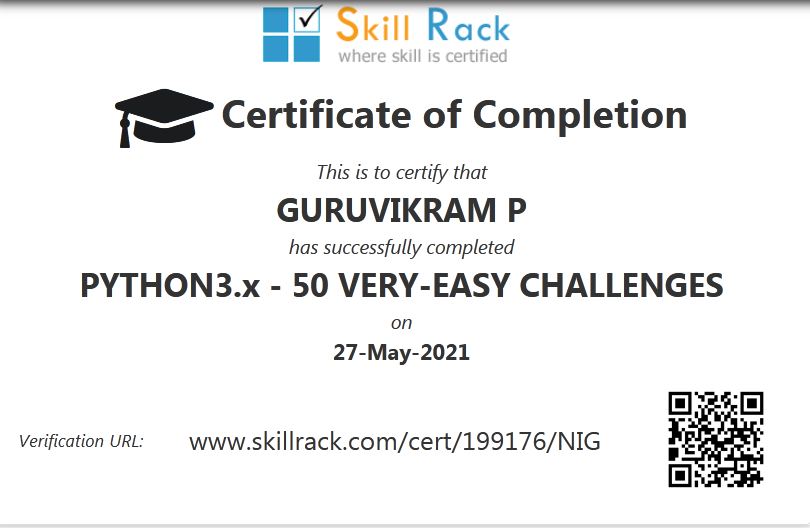 Skill Rack
where skill is certified
Certificate of Completion
This is to certify that
GURUVIKRAM P
has successfully completed
PYTHON3.x - 50 VERY-EASY CHALLENGES
on
27-May-2021
Verification URL: www.skillrack.com/cert/199176/NIG